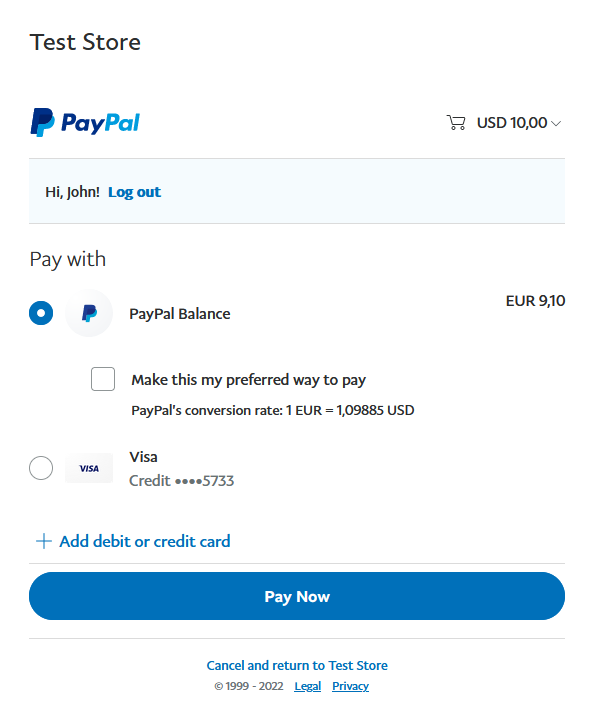 Test Store
PayPal
USD 10,00
Hi, John! Log out
Pay with
EUR 9,10
PayPal Balance
Make this my preferred way to pay
PayPal's conversion rate: 1 EUR = 1,09885 USD
Visa
VISA
Credit ••••5733
Add debit or credit card
Pay Now
Cancel and return to Test Store
© 1999 - 2022 Legal Privacy